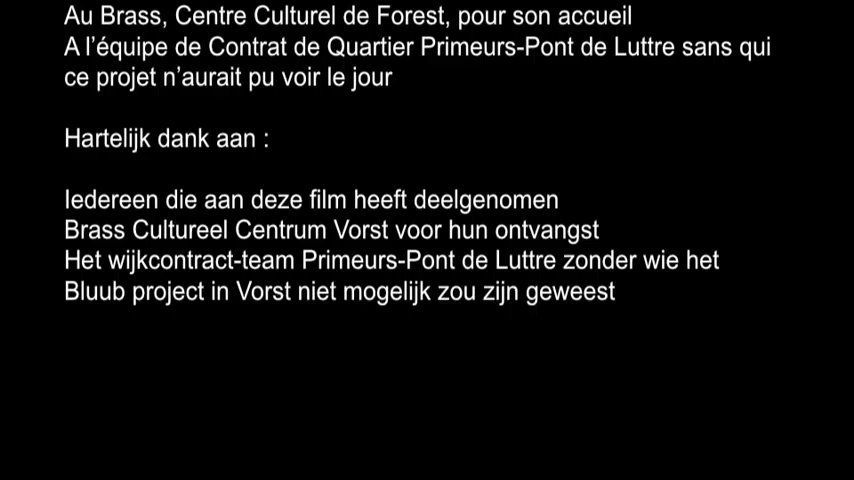 Au Brass, Centre Culturel de Forest, pour son accueil
A l’équipe de Contrat de Quartier Primeurs-Pont de Luttre sans qui
ce projet n’aurait pu voir le jour
Hartelijk dank aan :
Iedereen die aan deze film heeft deelgenomen
Brass Cultureel Centrum Vorst voor hun ontvangst
Het wijkcontract-team Primeurs-Pont de Luttre zonder wie het
Bluub project in Vorst niet mogelijk zou zijn geweest